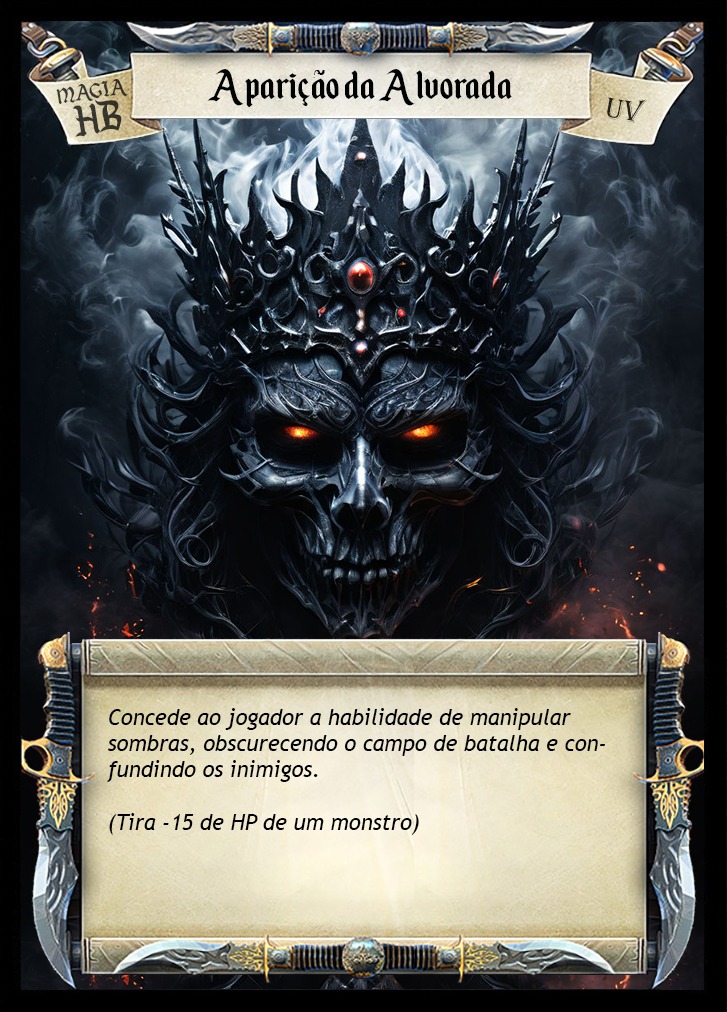 MAGIA
HB
Aparição da Alvorada
UV
Concede ao jogador a habilidade de manipular
sombras, obscurecendo o campo de batalha e con-
fundindo os inimigos.
(Tira -15 de HP de um monstro)